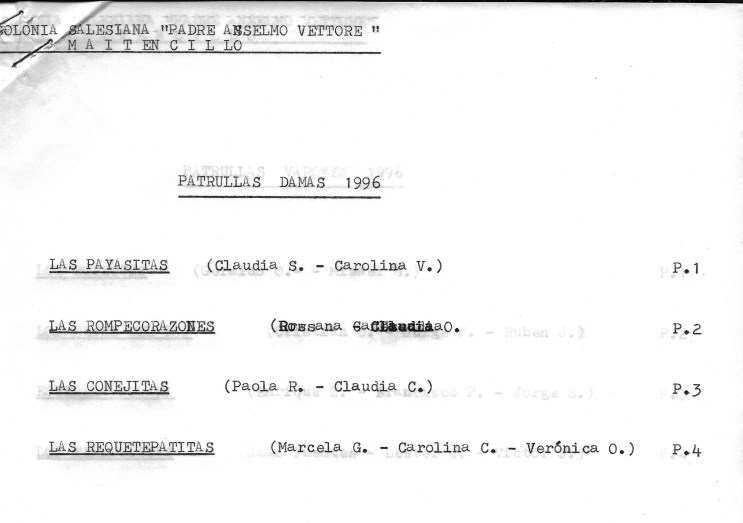 OLONIA SALESIANA "PADRE ANSELMO VETTORE "
M A I T E N C I L L O
PATRULLAS DAMAS 1996
LAS PAYASITAS (Claudia S. - Carolina V.) P.1
LAS ROMPECORAZONES (Rossana - Claudia O. P.2
LAS CONEJITAS (Paola R. - Claudia C.) P.3
LAS REQUETEPATITAS (Marcela G. - Carolina C. - Verónica O.) P.4